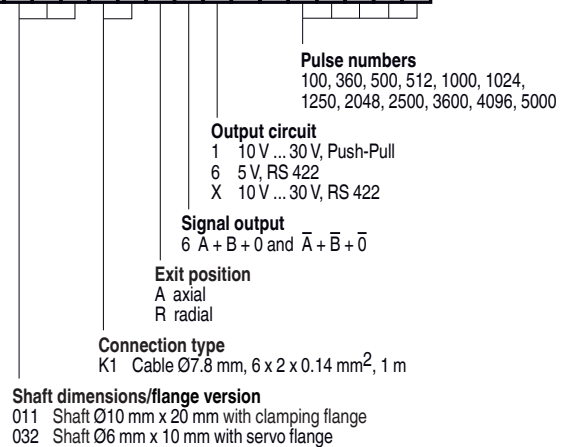 Pulse numbers
100, 360, 500, 512, 1000, 1024,
1250, 2048, 2500, 3600, 4096, 5000
Output circuit
1 10 V ... 30 V, Push-Pull
6 5 V, RS 422
X 10 V ... 30 V, RS 422
Signal output
6 A + B + 0 and A̅ + B̅ + 0̅
Exit position
A axial
R radial
Connection type
K1 Cable Ø7.8 mm, 6 x 2 x 0.14 mm², 1 m
Shaft dimensions/flange version
011 Shaft Ø10 mm x 20 mm with clamping flange
032 Shaft Ø6 mm x 10 mm with servo flange